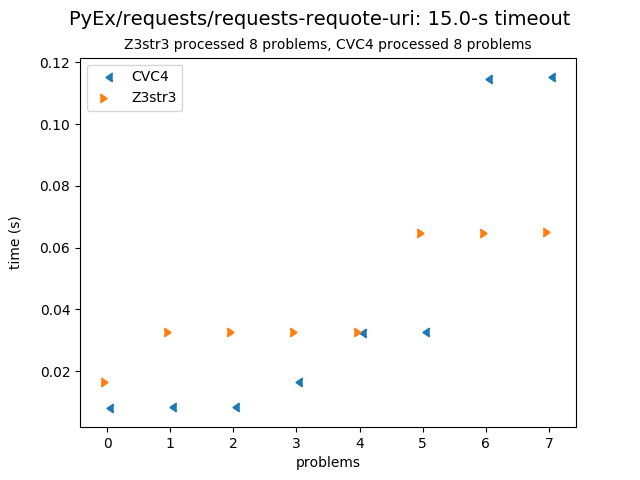 PyEx/requests/requests-requote-uri: 15.0-s timeout
Z3str3 processed 8 problems, CVC4 processed 8 problems
CVC4
Z3str3
0.12
0.10
0.08
0.06
0.04
0.02
time (s)
0 1 2 3 4 5 6 7
problems